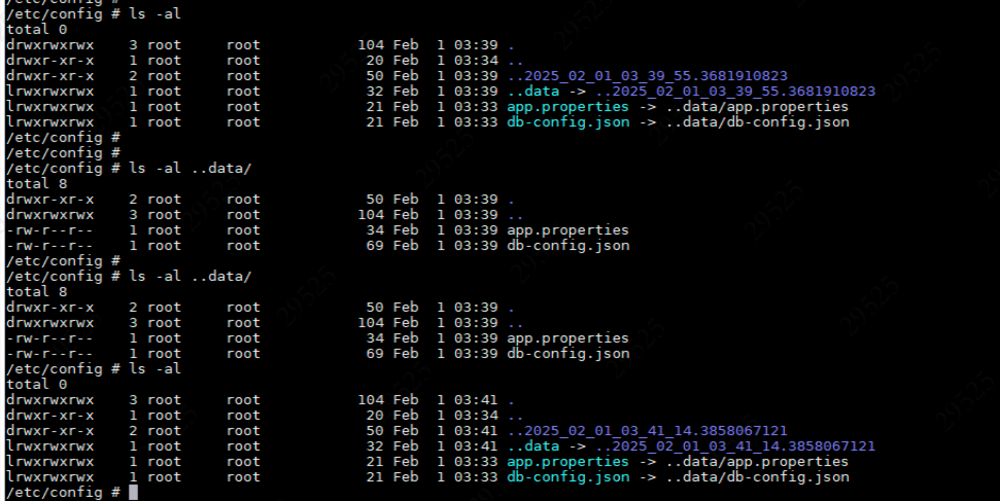 /etc/config #
/etc/config # ls -al
total 0
drwxrwxrwx    3 root     root           104 Feb  1 03:39 .
drwxr-xr-x    1 root     root            20 Feb  1 03:34 ..
drwxr-xr-x    2 root     root            50 Feb  1 03:39 ..2025_02_01_03_39_55.3681910823
lrwxrwxrwx    1 root     root            32 Feb  1 03:39 ..data -> ..2025_02_01_03_39_55.3681910823
lrwxrwxrwx    1 root     root            21 Feb  1 03:33 app.properties -> ..data/app.properties
lrwxrwxrwx    1 root     root            21 Feb  1 03:33 db-config.json -> ..data/db-config.json
/etc/config #
/etc/config #
/etc/config # ls -al ..data/
total 8
drwxr-xr-x    2 root     root            50 Feb  1 03:39 .
drwxrwxrwx    3 root     root           104 Feb  1 03:39 ..
-rw-r--r--    1 root     root            34 Feb  1 03:39 app.properties
-rw-r--r--    1 root     root            69 Feb  1 03:39 db-config.json
/etc/config #
/etc/config # ls -al ..data/
total 8
drwxr-xr-x    2 root     root            50 Feb  1 03:39 .
drwxrwxrwx    3 root     root           104 Feb  1 03:39 ..
-rw-r--r--    1 root     root            34 Feb  1 03:39 app.properties
-rw-r--r--    1 root     root            69 Feb  1 03:39 db-config.json
/etc/config # ls -al
total 0
drwxrwxrwx    3 root     root           104 Feb  1 03:41 .
drwxr-xr-x    1 root     root            20 Feb  1 03:34 ..
drwxr-xr-x    2 root     root            50 Feb  1 03:41 ..2025_02_01_03_41_14.3858067121
lrwxrwxrwx    1 root     root            32 Feb  1 03:41 ..data -> ..2025_02_01_03_41_14.3858067121
lrwxrwxrwx    1 root     root            21 Feb  1 03:33 app.properties -> ..data/app.properties
lrwxrwxrwx    1 root     root            21 Feb  1 03:33 db-config.json -> ..data/db-config.json
/etc/config #